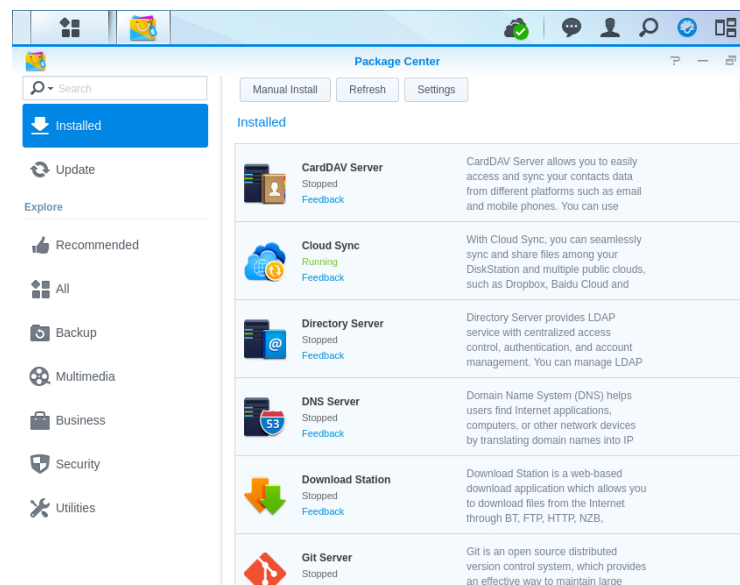 Package Center
Search
Manual Install Refresh Settings
Installed
Update
Explore
Recommended
All
Backup
Multimedia
Business
Security
Utilities
Installed
CardDAV Server
Stopped
Feedback
CardDAV Server allows you to easily
access and sync your contacts data
from different platforms such as email
and mobile phones. You can use
Cloud Sync
Running
Feedback
With Cloud Sync, you can seamlessly
sync and share files among your
DiskStation and multiple public clouds,
such as Dropbox, Baidu Cloud and
Directory Server
Stopped
Feedback
@
Directory Server provides LDAP
service with centralized access
control, authentication, and account
management. You can manage LDAP
DNS Server
Stopped
Feedback
53
Domain Name System (DNS) helps
users find Internet applications,
computers, or other network devices
by translating domain names into IP
Download Station
Stopped
Feedback
Download Station is a web-based
download application which allows you
to download files from the Internet
through BT, FTP, HTTP, NZB,
Git Server
Stopped
Git is an open source distributed
version control system, which provides
an effective way to maintain large